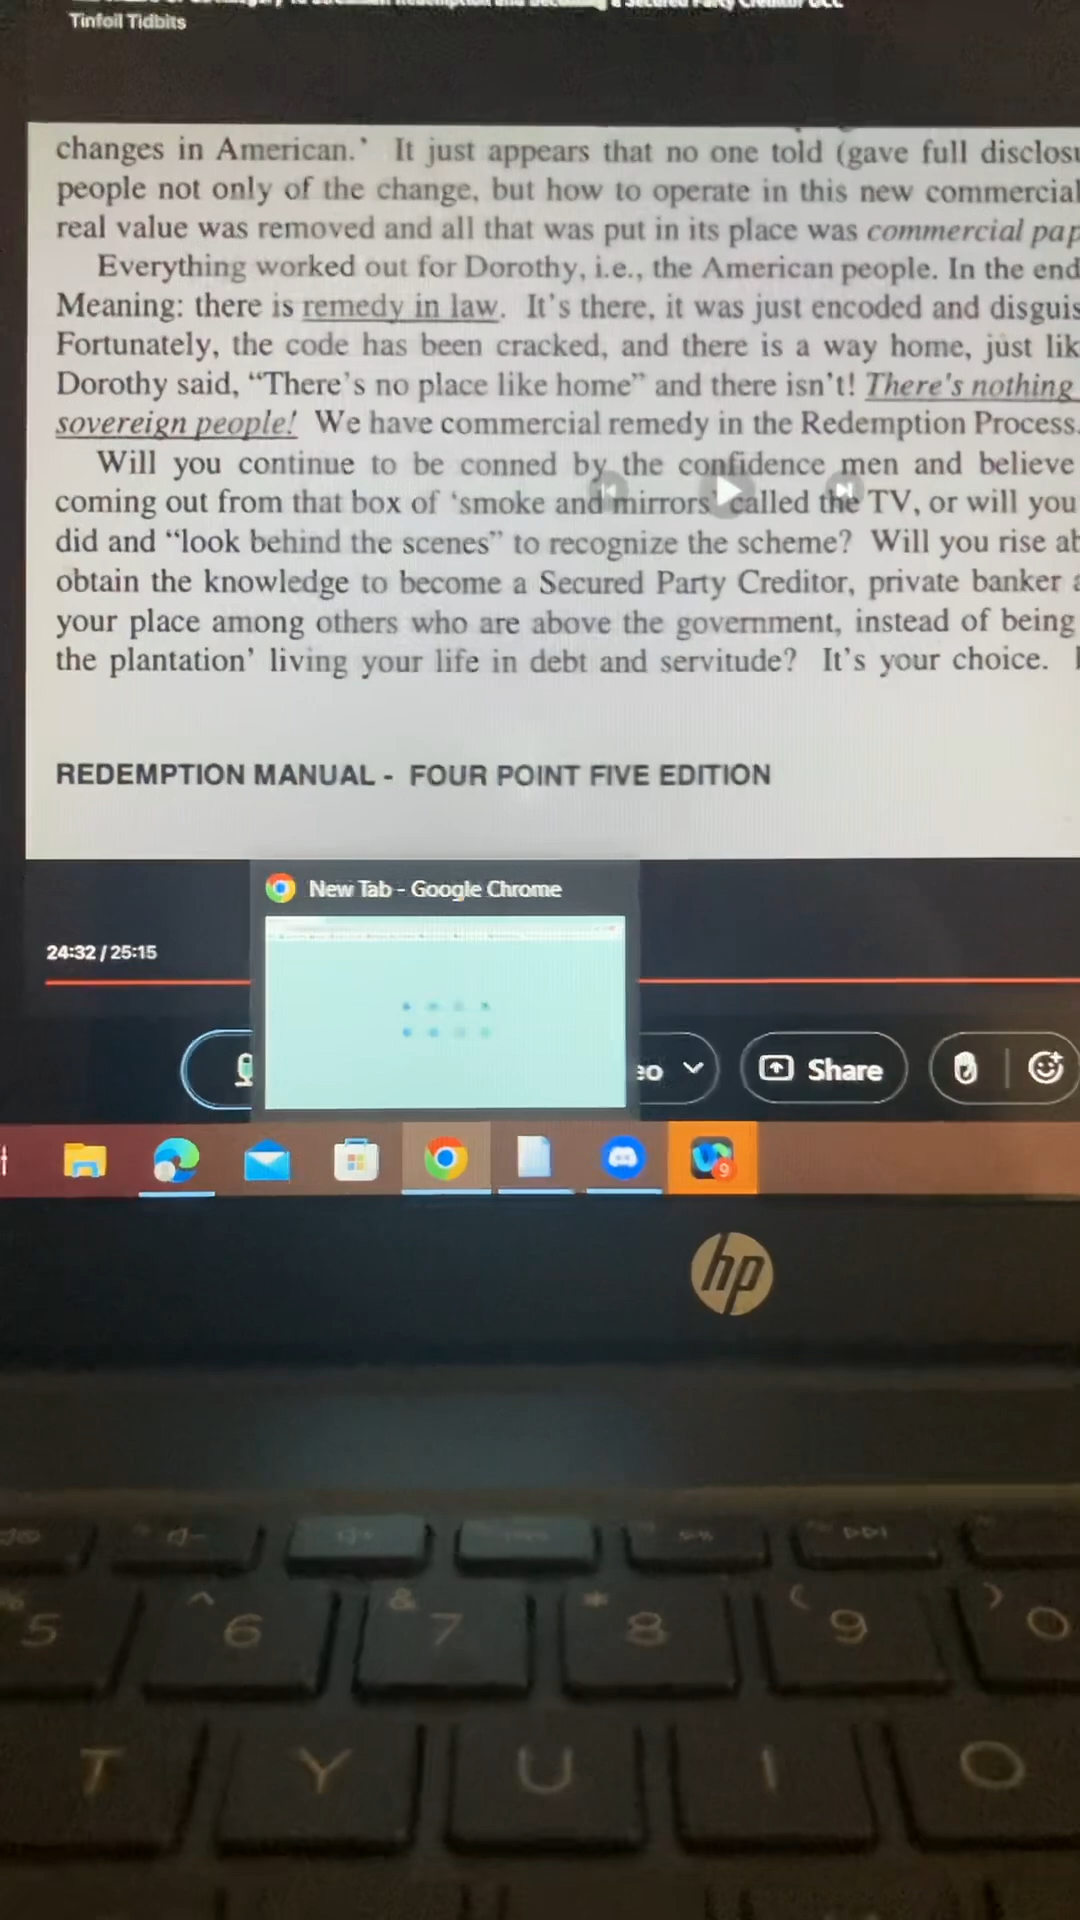 Tinfoil Tidbits
changes in American.` It just appears that no one told (gave full
people not only of the change, but how to operate in this new commercial
real value was removed and all that was put in its place was commercial
Everything worked out for Dorothy, i.e., the American people. In the end
Meaning: there is remedy in law. It's there, it was just encoded and
Fortunately, the code has been cracked, and there is a way home, just
Dorothy said, “There's no place like home” and there isn't! There's nothing
sovereign people! We have commercial remedy in the Redemption Process.
Will you continue to be conned by the confidence men and believe
coming out from that box of ‘smoke and mirrors’ called the TV, or will you
did and “look behind the scenes” to recognize the scheme? Will you rise
obtain the knowledge to become a Secured Party Creditor, private banker
your place among others who are above the government, instead of being
the plantation’ living your life in debt and servitude? It's your choice.
REDEMPTION MANUAL - FOUR POINT FIVE EDITION
New Tab - Google Chrome
24:32 / 25:15
eo
Share
9
hp
5 ^ 6 & 7 * 8 ( 9 ) 0
T Y U I O